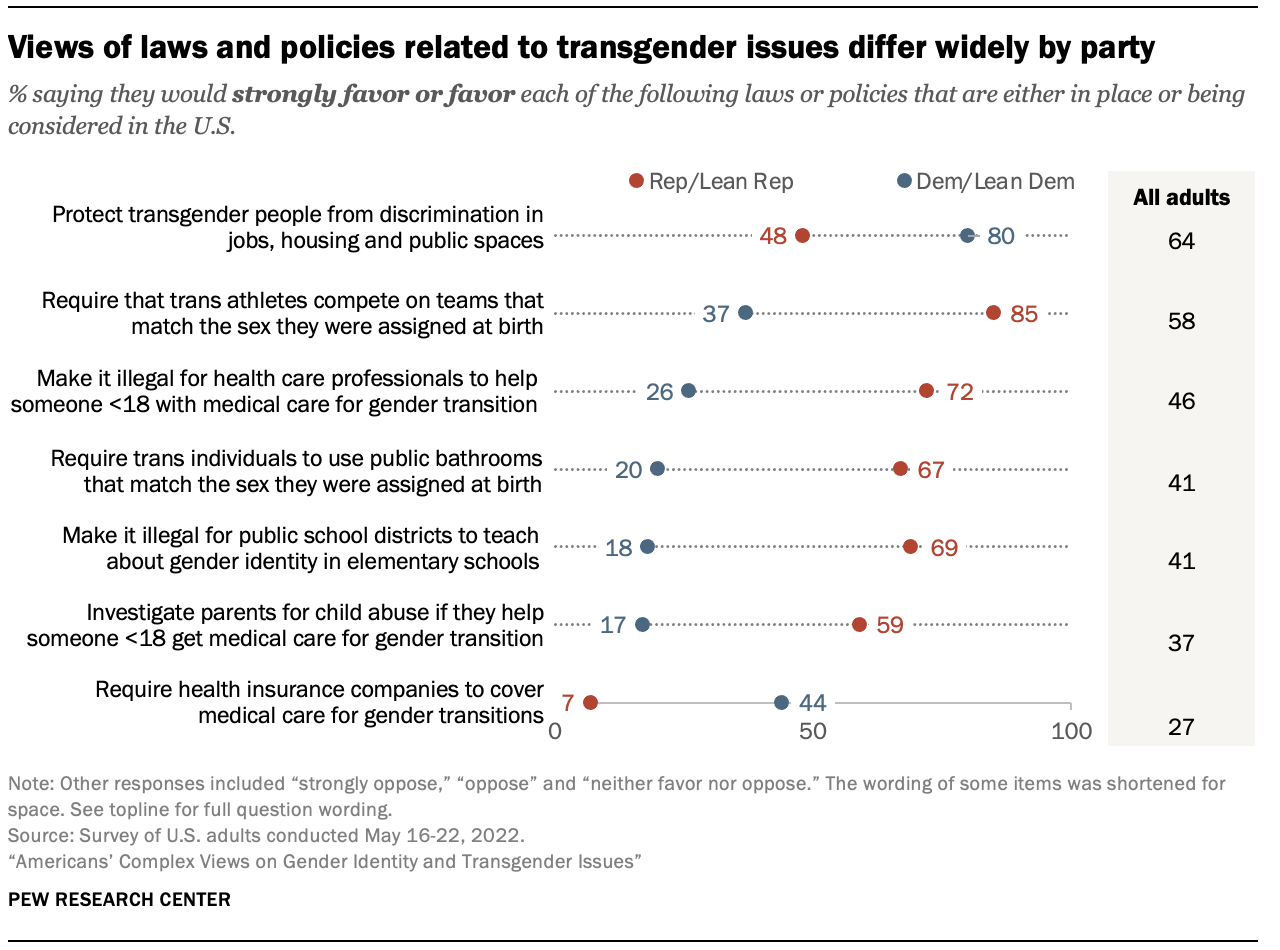 Views of laws and policies related to transgender issues differ widely by party
% saying they would strongly favor or favor each of the following laws or policies that are either in place or being
considered in the U.S.
Rep/Lean Rep Dem/Lean Dem All adults
Protect transgender people from discrimination in
jobs, housing and public spaces
48 80 64
Require that trans athletes compete on teams that
match the sex they were assigned at birth
37 85 58
Make it illegal for health care professionals to help
someone <18 with medical care for gender transition
26 72 46
Require trans individuals to use public bathrooms
that match the sex they were assigned at birth
20 67 41
Make it illegal for public school districts to teach
about gender identity in elementary schools
18 69 41
Investigate parents for child abuse if they help
someone <18 get medical care for gender transition
17 59 37
Require health insurance companies to cover
medical care for gender transitions
7 44 27
0 50 100
Note: Other responses included “strongly oppose,” “oppose” and “neither favor nor oppose.” The wording of some items was shortened for
space. See topline for full question wording.
Source: Survey of U.S. adults conducted May 16-22, 2022.
“Americans’ Complex Views on Gender Identity and Transgender Issues”
PEW RESEARCH CENTER